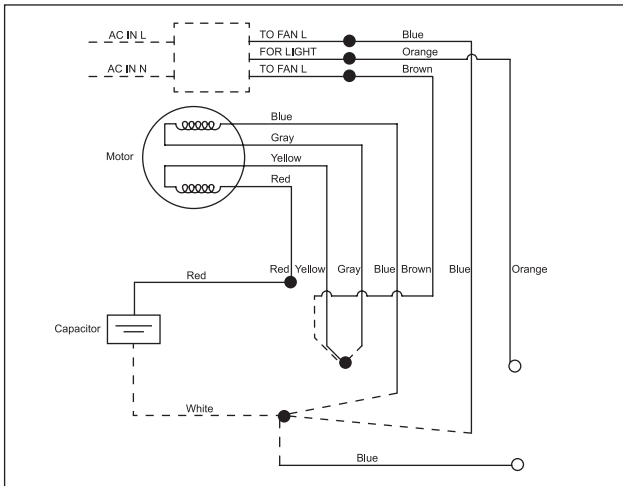 AC IN L
TO FAN L
Blue
FOR LIGHT
Orange
AC IN N
TO FAN L
Brown
Blue
Gray
Motor
Yellow
Red
Red
Red
Yellow
Gray
Blue
Brown
Blue
Orange
Capacitor
White
Blue